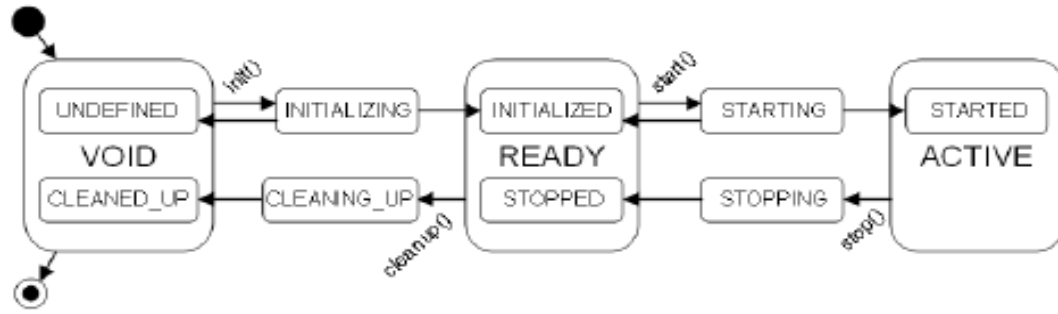 init()
start()
UNDEFINED
INITIALIZING
INITIALIZED
STARTING
STARTED
VOID
READY
ACTIVE
CLEANED_UP
CLEANING_UP
STOPPED
STOPPING
cleanup()
stop()